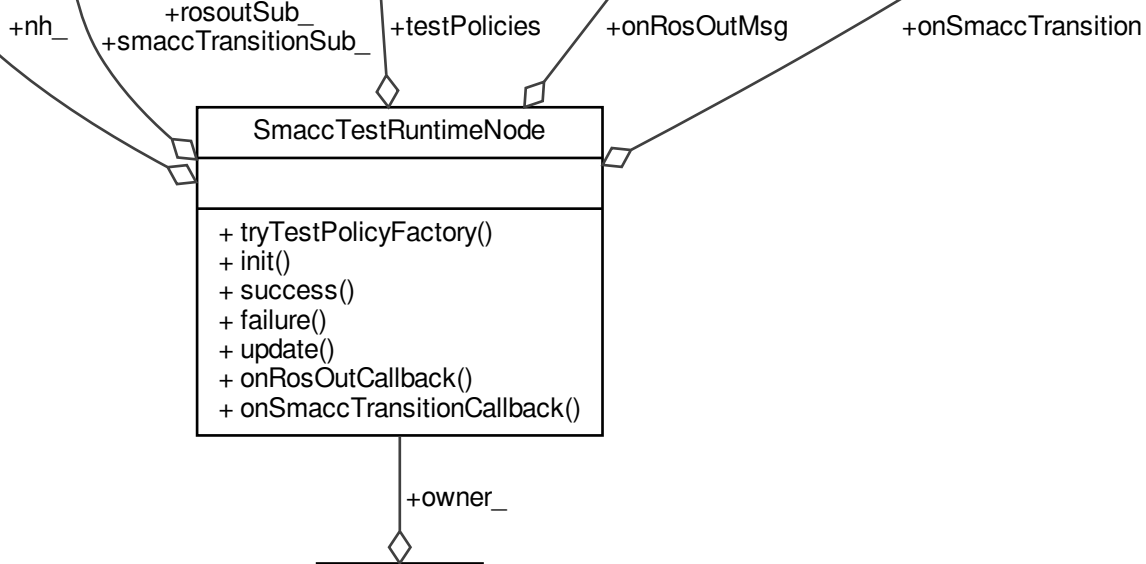 +nh_
+rosoutSub_
+smaccTransitionSub_
+testPolicies
+onRosOutMsg
+onSmaccTransition
SmaccTestRuntimeNode
+ tryTestPolicyFactory()
+ init()
+ success()
+ failure()
+ update()
+ onRosOutCallback()
+ onSmaccTransitionCallback()
+owner_